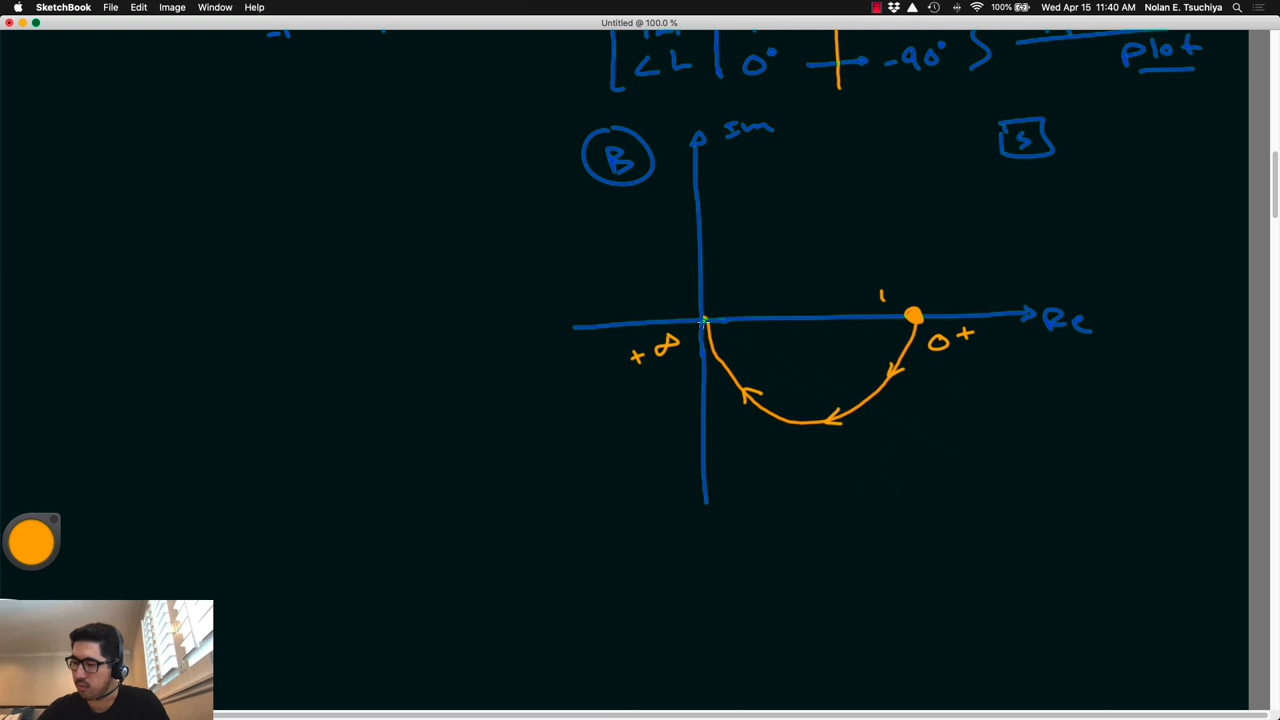 SketchBook File Edit Image Window Help 100% Wed Apr 15 11:40 AM Nolan E. Tsuchiya
Untitled @ 100.0 %
<L 0° → -90° plot
B Im S
1
Re
+∞ 0+